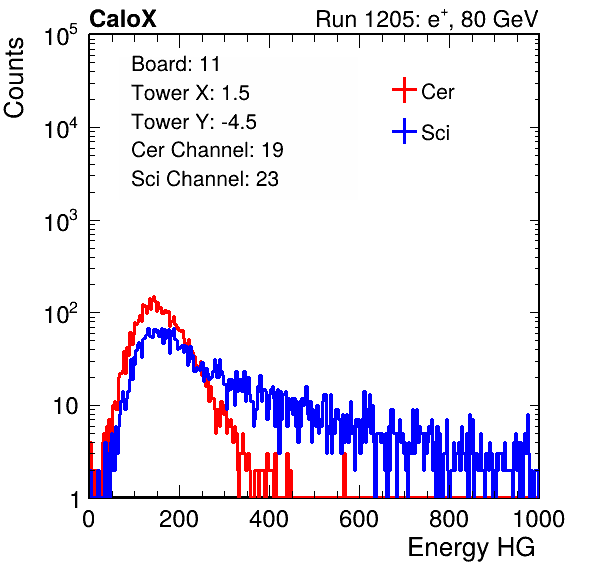 CaloX Run 1205: e⁺, 80 GeV
Counts
10⁵
10⁴
10³
10²
10
1
Board: 11
Tower X: 1.5
Tower Y: -4.5
Cer Channel: 19
Sci Channel: 23
Cer
Sci
0 200 400 600 800 1000
Energy HG